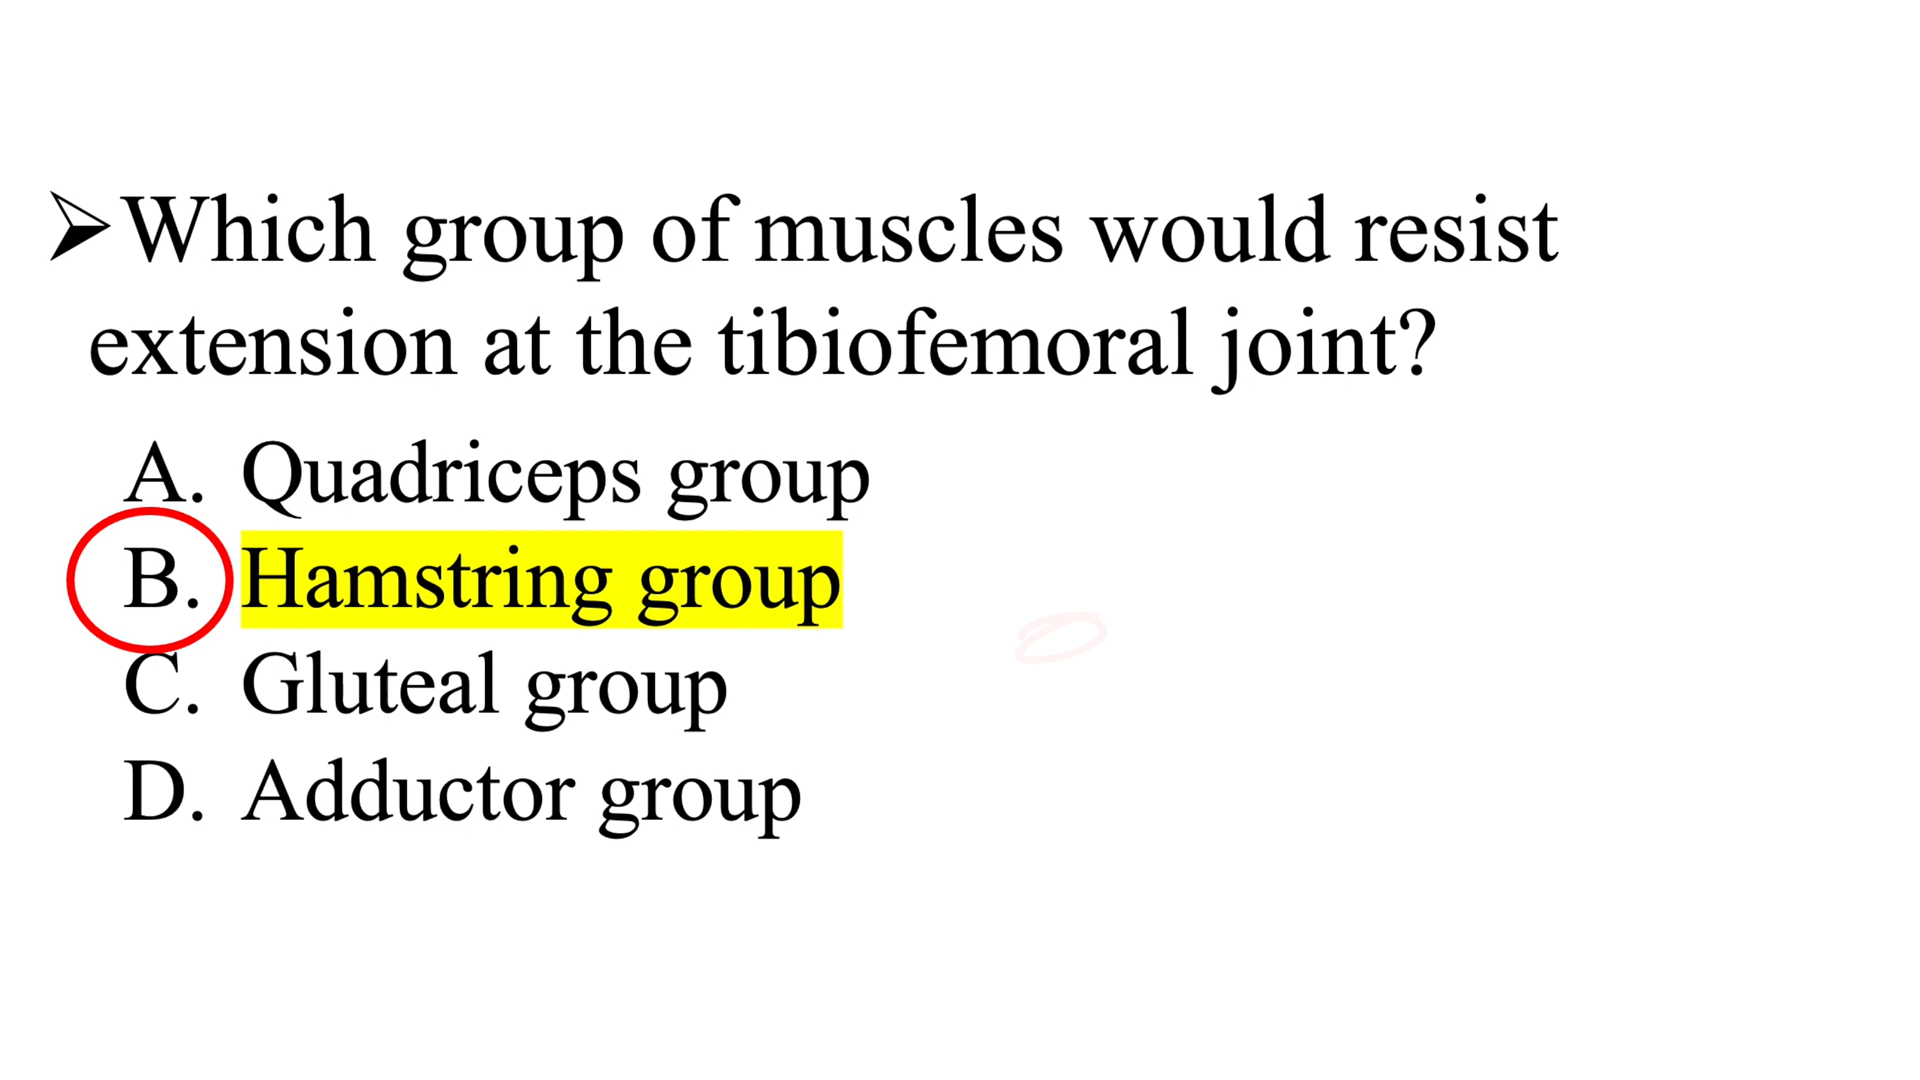 ➢Which group of muscles would resist
extension at the tibiofemoral joint?
A. Quadriceps group
B. Hamstring group
C. Gluteal group
D. Adductor group